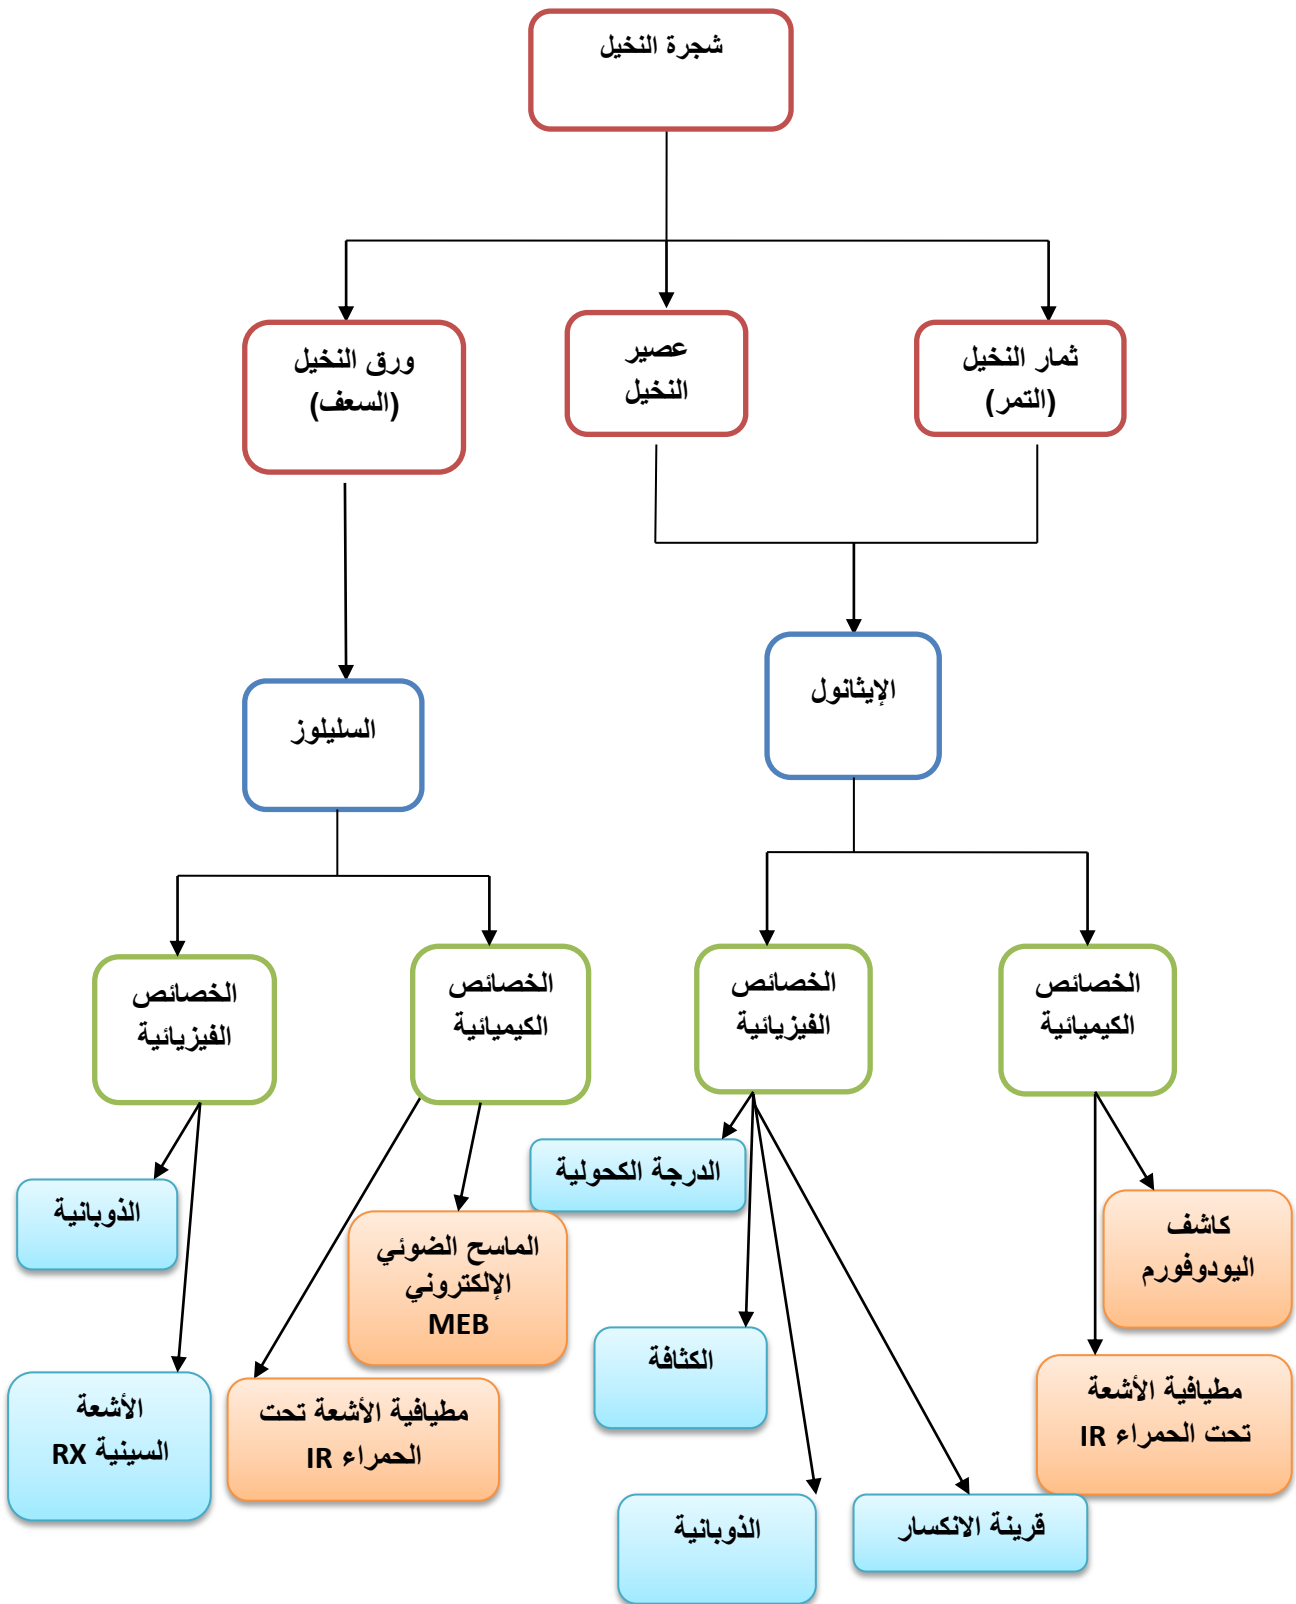 شجرة النخيل
ثمار النخيل
(التمر)
عصير
النخيل
ورق النخيل
(السعف)
الإيثانول
السليلوز
الخصائص
الكيميائية
الخصائص
الفيزيائية
الخصائص
الكيميائية
الخصائص
الفيزيائية
كاشف
اليودوفورم
مطيافية الأشعة
تحت الحمراء IR
الدرجة الكحولية
الكثافة
الذوبانية
قرينة الانكسار
الماسح الضوئي
الإلكتروني
MEB
مطيافية الأشعة تحت
الحمراء IR
الذوبانية
الأشعة
السينية RX